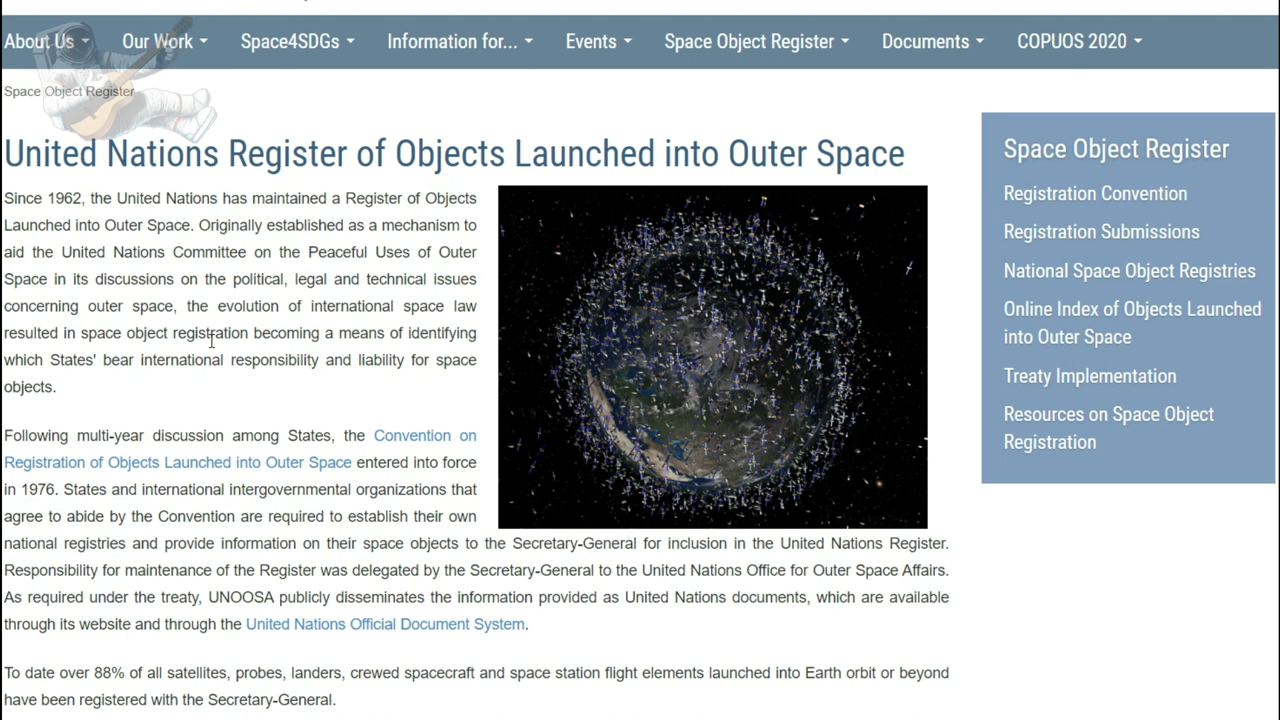 About Us
Our Work
Space4SDGs
Information for...
Events
Space Object Register
Documents
COPUOS 2020
Space Object Register
United Nations Register of Objects Launched into Outer Space
Since 1962, the United Nations has maintained a Register of Objects
Launched into Outer Space. Originally established as a mechanism to
aid the United Nations Committee on the Peaceful Uses of Outer
Space in its discussions on the political, legal and technical issues
concerning outer space, the evolution of international space law
resulted in space object registration becoming a means of identifying
which States' bear international responsibility and liability for space
objects.
Following multi-year discussion among States, the Convention on
Registration of Objects Launched into Outer Space entered into force
in 1976. States and international intergovernmental organizations that
agree to abide by the Convention are required to establish their own
national registries and provide information on their space objects to the Secretary-General for inclusion in the United Nations Register.
Responsibility for maintenance of the Register was delegated by the Secretary-General to the United Nations Office for Outer Space Affairs.
As required under the treaty, UNOOSA publicly disseminates the information provided as United Nations documents, which are available
through its website and through the United Nations Official Document System.
To date over 88% of all satellites, probes, landers, crewed spacecraft and space station flight elements launched into Earth orbit or beyond
have been registered with the Secretary-General.
Space Object Register
Registration Convention
Registration Submissions
National Space Object Registries
Online Index of Objects Launched
into Outer Space
Treaty Implementation
Resources on Space Object
Registration